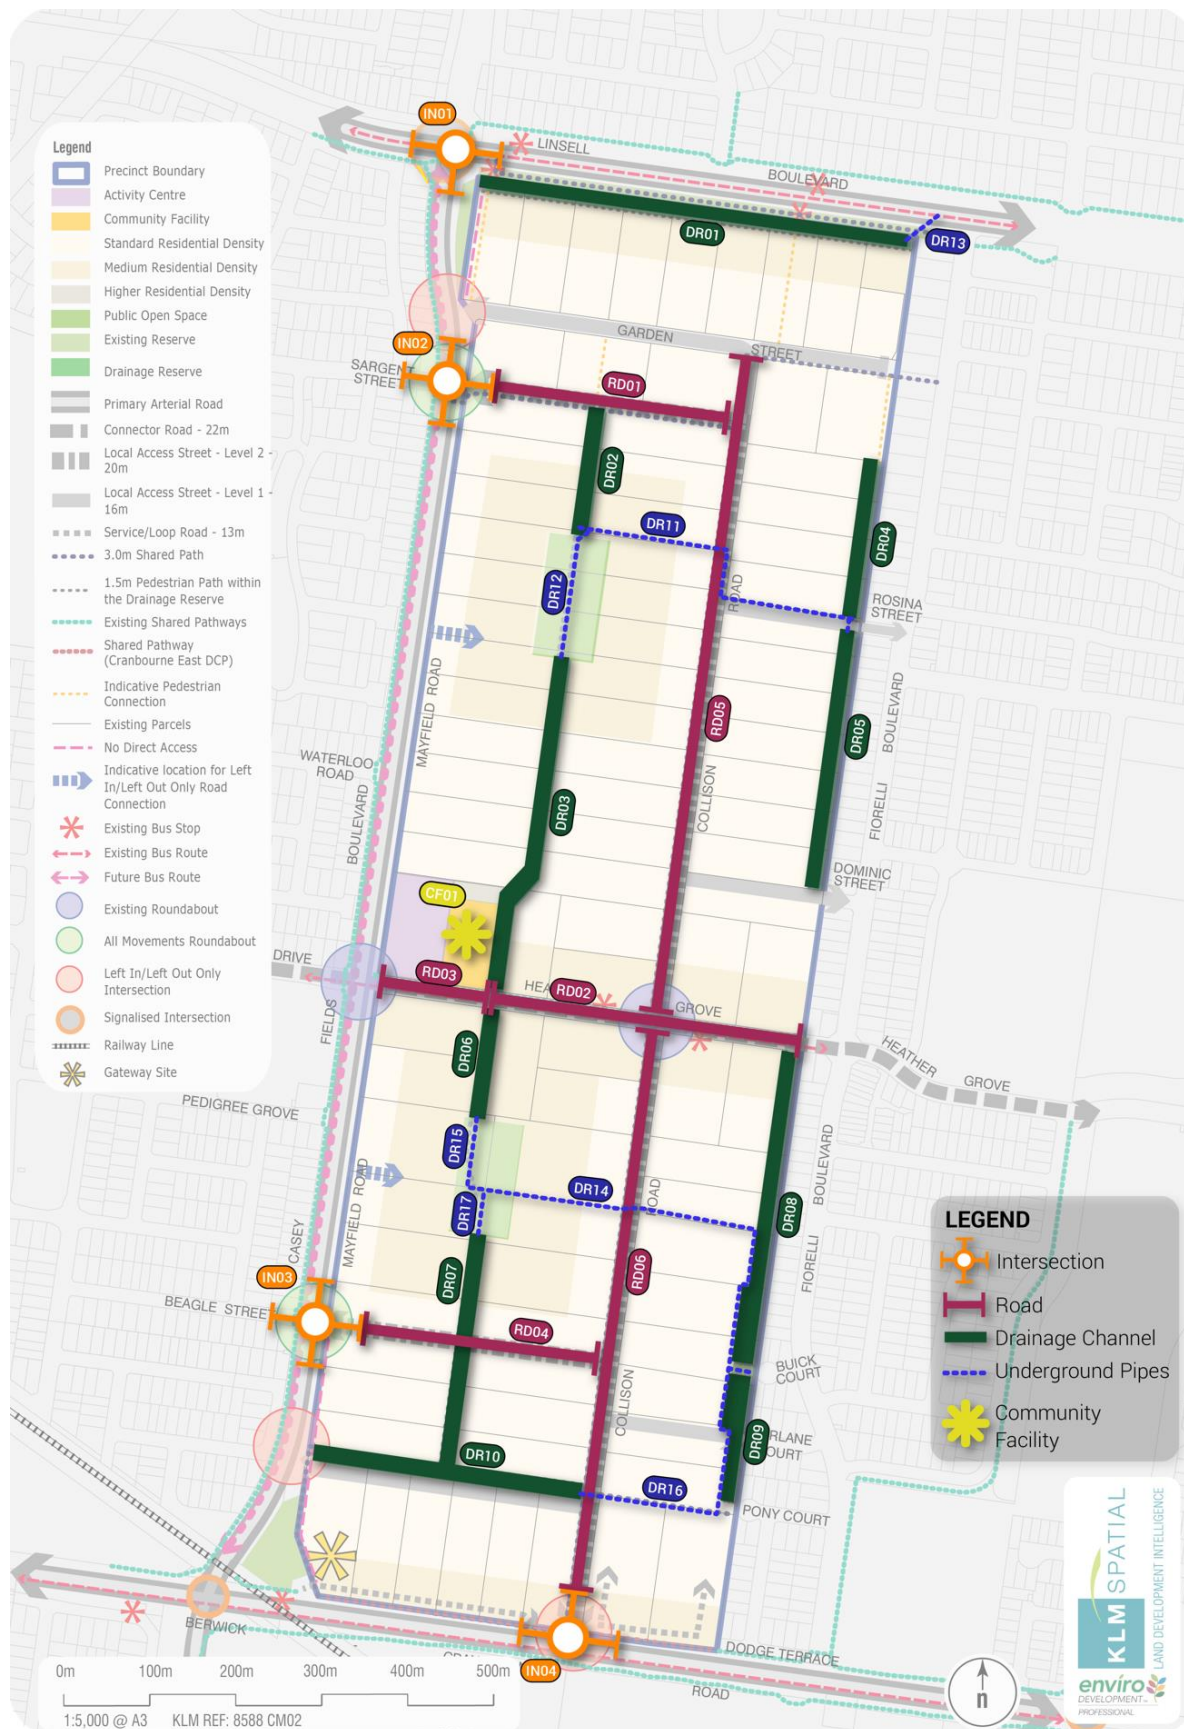 IN01
LINSELL
BOULEVARD
DR01
DR13
Legend
Precinct Boundary
Activity Centre
Community Facility
Standard Residential Density
Medium Residential Density
Higher Residential Density
Public Open Space
Existing Reserve
Drainage Reserve
Primary Arterial Road
Connector Road - 22m
Local Access Street - Level 2 -
20m
Local Access Street - Level 1 -
16m
Service/Loop Road - 13m
3.0m Shared Path
1.5m Pedestrian Path within
the Drainage Reserve
Existing Shared Pathways
Shared Pathway
(Cranbourne East DCP)
Indicative Pedestrian
Connection
Existing Parcels
No Direct Access
Indicative location for Left
In/Left Out Only Road
Connection
Existing Bus Stop
Existing Bus Route
Future Bus Route
Existing Roundabout
All Movements Roundabout
Left In/Left Out Only
Intersection
Signalised Intersection
Railway Line
Gateway Site
GARDEN
STREET
IN02
SARGENT
STREET
RD01
DR02
DR11
DR04
DR12
ROAD
ROSINA
STREET
MAYFIELD ROAD
RD05
BOULEVARD
DR05
WATERLOO
ROAD
DR03
COLLISON
FIORELLI
BOULEVARD
DOMINIC
STREET
CF01
DRIVE
RD03
RD02
GROVE
FIELDS
DR06
HEATHER
GROVE
PEDIGREE GROVE
DR15
BOULEVARD
MAYFIELD ROAD
DR14
ROAD
DR17
DR08
CASEY
FIORELLI
IN03
DR07
RD06
BEAGLE STREET
RD04
BUICK
COURT
COLLISON
DR10
DR09
DR16
PONY COURT
LEGEND
Intersection
Road
Drainage Channel
Underground Pipes
Community
Facility
BERWICK
IN04
DODGE TERRACE
ROAD
0m 100m 200m 300m 400m 500m
1:5,000 @ A3 KLM REF: 8588 CM02
n
KLM SPATIAL
LAND DEVELOPMENT INTELLIGENCE
enviro
DEVELOPMENT
PROFESSIONAL